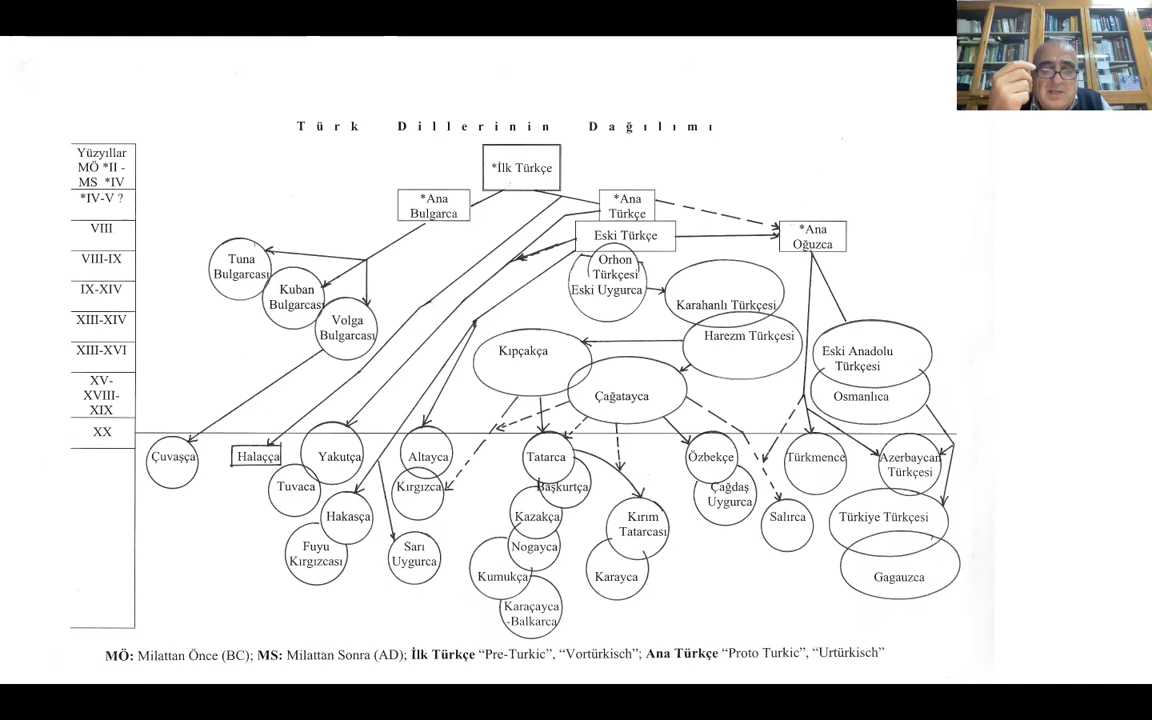 Türk Dillerinin Dağılımı
Yüzyıllar
MÖ *II -
MS *IV
*IV-V ?
VIII
VIII-IX
IX-XIV
XIII-XIV
XIII-XVI
XV-
XVIII-
XIX
XX
*İlk Türkçe
*Ana
Bulgarca
*Ana
Türkçe
Eski Türkçe
*Ana
Oğuzca
Tuna
Bulgarcası
Kuban
Bulgarcası
Volga
Bulgarcası
Orhon
Türkçesi
Eski Uygurca
Karahanlı Türkçesi
Harezm Türkçesi
Kıpçakça
Çağatayca
Eski Anadolu
Türkçesi
Osmanlıca
Çuvaşça
Halaçça
Yakutça
Tuvaca
Hakasça
Fuyu
Kırgızcası
Altayca
Kırgızca
Sarı
Uygurca
Tatarca
Başkurtça
Kazakça
Nogayca
Kumukça
Karaçayca
-Balkarca
Kırım
Tatarcası
Karayca
Özbekçe
Çağdaş
Uygurca
Salırca
Türkmence
Azerbaycan
Türkçesi
Türkiye Türkçesi
Gagauzca
MÖ: Milattan Önce (BC); MS: Milattan Sonra (AD); İlk Türkçe “Pre-Turkic”, “Vortürkisch”; Ana Türkçe “Proto Turkic”, “Urtürkisch”